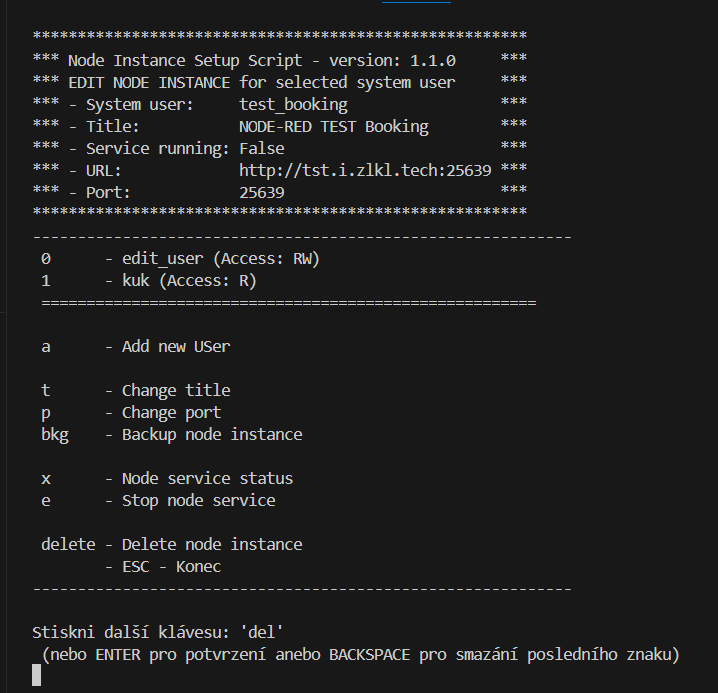 *******************************************************
*** Node Instance Setup Script - version: 1.1.0     ***
*** EDIT NODE INSTANCE for selected system user     ***
*** - System user:     test_booking                 ***
*** - Title:           NODE-RED TEST Booking        ***
*** - Service running: False                        ***
*** - URL:             http://tst.i.zlkl.tech:25639 ***
*** - Port:            25639                        ***
*******************************************************
------------------------------------------------------------
 0      - edit_user (Access: RW)
 1      - kuk (Access: R)
 =======================================================
 a      - Add new USer
 t      - Change title
 p      - Change port
 bkg    - Backup node instance
 x      - Node service status
 e      - Stop node service
 delete - Delete node instance
        - ESC - Konec
------------------------------------------------------------
Stiskni další klávesu: 'del'
 (nebo ENTER pro potvrzení anebo BACKSPACE pro smazání posledního znaku)